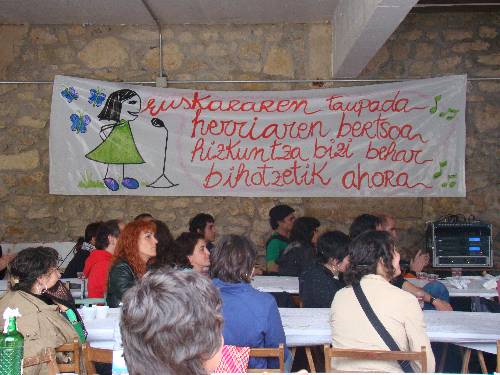 euskararen taupada
herriaren bertsoa
hizkuntza bizi behar
bihotzetik ahora